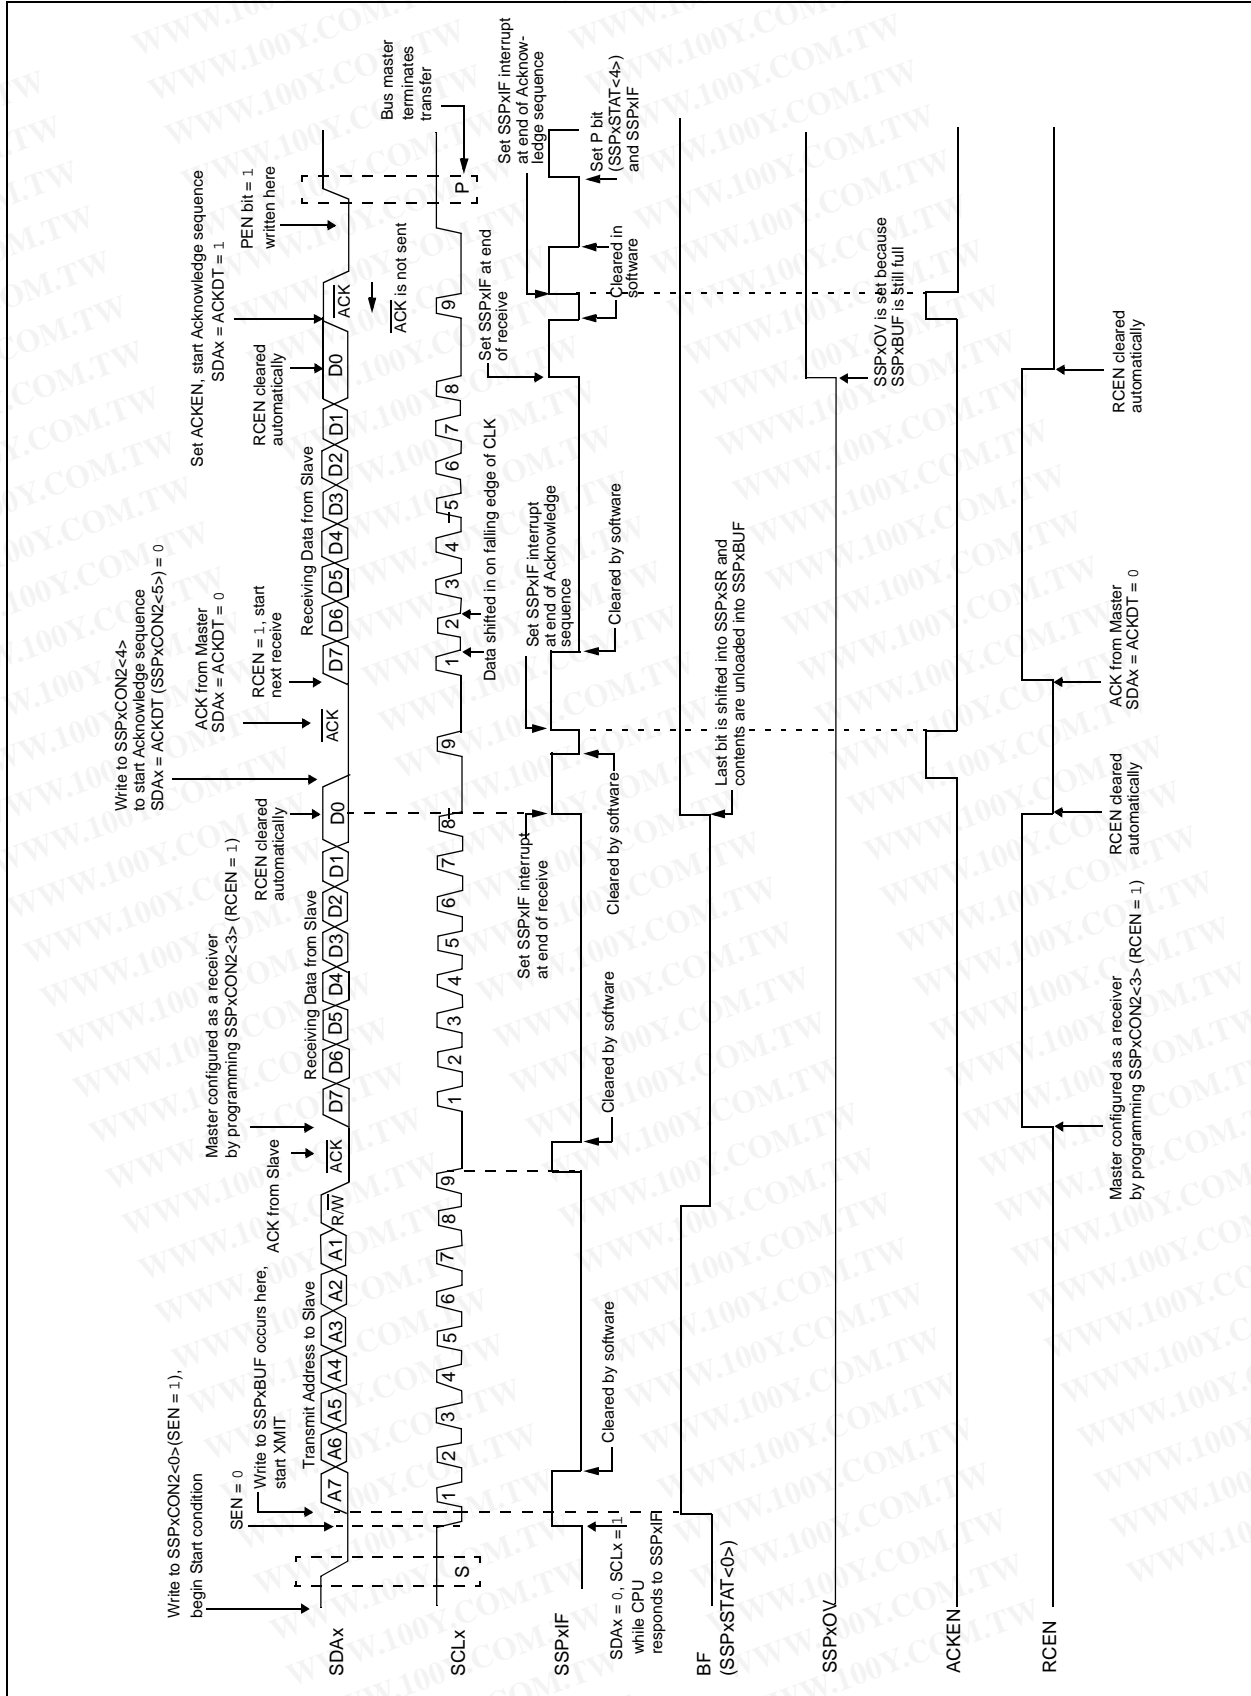 Write to SSPxCON2<0>(SEN = 1),
begin Start condition
SEN = 0
Write to SSPxBUF occurs here,
start XMIT
ACK from Slave
Master configured as a receiver
by programming SSPxCON2<3> (RCEN = 1)
RCEN cleared
automatically
Write to SSPxCON2<4>
to start Acknowledge sequence
SDAx = ACKDT (SSPxCON2<5>) = 0
ACK from Master
SDAx = ACKDT = 0
RCEN = 1, start
next receive
RCEN cleared
automatically
Set ACKEN, start Acknowledge sequence
SDAx = ACKDT = 1
PEN bit = 1
written here
Transmit Address to Slave
Receiving Data from Slave
Receiving Data from Slave
SDAx
A7 A6 A5 A4 A3 A2 A1 R/W ACK D7 D6 D5 D4 D3 D2 D1 D0 ACK D7 D6 D5 D4 D3 D2 D1 D0 ACK
ACK is not sent
Bus master
terminates
transfer
SCLx
S 1 2 3 4 5 6 7 8 9 1 2 3 4 5 6 7 8 9 1 2 3 4 5 6 7 8 9 P
Data shifted in on falling edge of CLK
Set SSPxIF interrupt
at end of receive
Set SSPxIF interrupt
at end of Acknowledge
sequence
Set SSPxIF at end
of receive
Set SSPxIF interrupt
at end of Acknow-
ledge sequence
SSPxIF
SDAx = 0, SCLx = 1
while CPU
responds to SSPxIF
Cleared by software
Cleared by software
Cleared by software
Cleared by software
Cleared in
software
Set P bit
(SSPxSTAT<4>)
and SSPxIF
BF
(SSPxSTAT<0>)
Last bit is shifted into SSPxSR and
contents are unloaded into SSPxBUF
SSPxOV
SSPxOV is set because
SSPxBUF is still full
ACKEN
RCEN
Master configured as a receiver
by programming SSPxCON2<3> (RCEN = 1)
RCEN cleared
automatically
ACK from Master
SDAx = ACKDT = 0
RCEN cleared
automatically
WWW.100Y.COM.TW